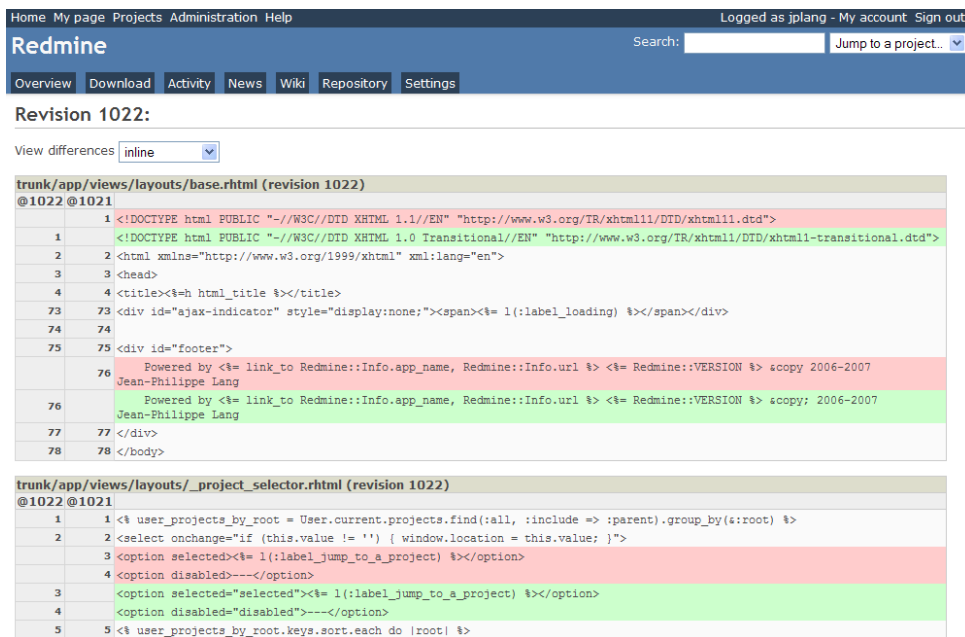 Home My page Projects Administration Help Logged as jplang - My account Sign out
Redmine Search: Jump to a project...
Overview Download Activity News Wiki Repository Settings
Revision 1022:
View differences inline
trunk/app/views/layouts/base.rhtml (revision 1022)
@1022 @1021
1 <!DOCTYPE html PUBLIC "-//W3C//DTD XHTML 1.1//EN" "http://www.w3.org/TR/xhtml11/DTD/xhtml11.dtd">
1 <!DOCTYPE html PUBLIC "-//W3C//DTD XHTML 1.0 Transitional//EN" "http://www.w3.org/TR/xhtml1/DTD/xhtml1-transitional.dtd">
2 2 <html xmlns="http://www.w3.org/1999/xhtml" xml:lang="en">
3 3 <head>
4 4 <title><%=h html_title %></title>
73 73 <div id="ajax-indicator" style="display:none;"><span><%= l(:label_loading) %></span></div>
74 74
75 75 <div id="footer">
76 Powered by <%= link_to Redmine::Info.app_name, Redmine::Info.url %> <%= Redmine::VERSION %> &copy 2006-2007
Jean-Philippe Lang
76 Powered by <%= link_to Redmine::Info.app_name, Redmine::Info.url %> <%= Redmine::VERSION %> &copy; 2006-2007
Jean-Philippe Lang
77 77 </div>
78 78 </body>
trunk/app/views/layouts/_project_selector.rhtml (revision 1022)
@1022 @1021
1 1 <% user_projects_by_root = User.current.projects.find(:all, :include => :parent).group_by(&:root) %>
2 2 <select onchange="if (this.value != '') { window.location = this.value; }">
3 <option selected><%= l(:label_jump_to_a_project) %></option>
4 <option disabled>---</option>
3 <option selected="selected"><%= l(:label_jump_to_a_project) %></option>
4 <option disabled="disabled">---</option>
5 5 <% user_projects_by_root.keys.sort.each do |root| %>